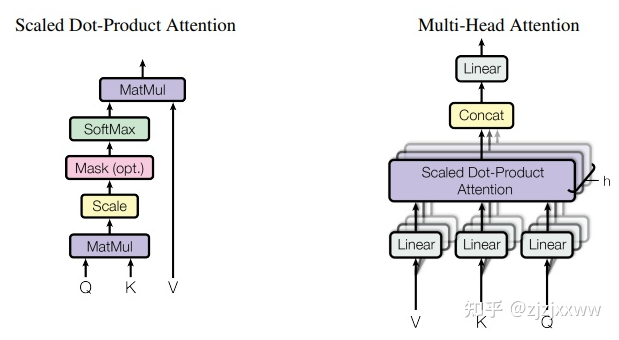 Scaled Dot-Product Attention
MatMul
SoftMax
Mask (opt.)
Scale
MatMul
Q K V
Multi-Head Attention
Linear
Concat
Scaled Dot-Product
Attention
h
Linear Linear Linear
V K Q
知乎 @zjzjxxww